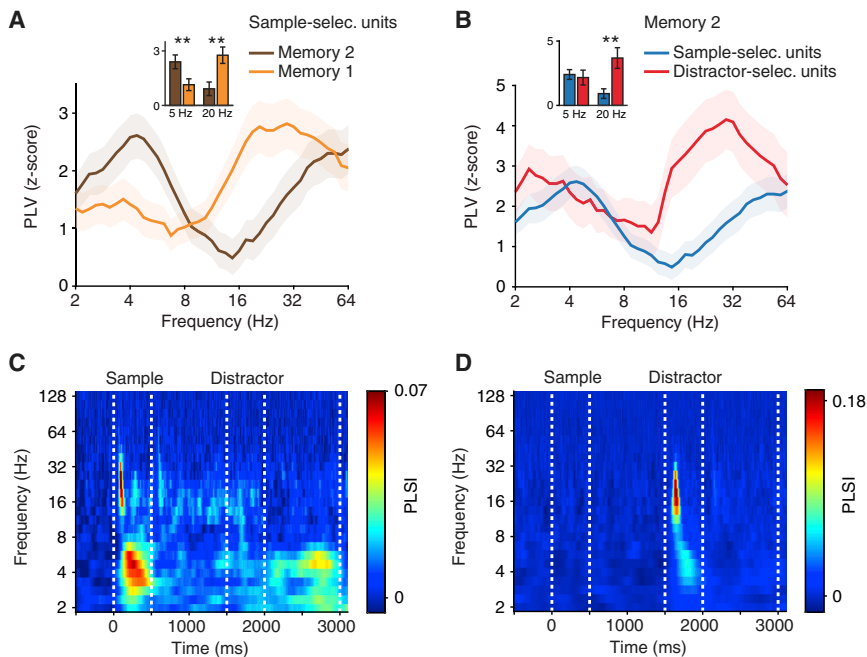 A
Sample-selec. units
Memory 2
Memory 1
** **
3
0
5 Hz 20 Hz
PLV (z-score)
3
2
1
0
2 4 8 16 32 64
Frequency (Hz)
B
Memory 2
Sample-selec. units
Distractor-selec. units
**
5
0
5 Hz 20 Hz
PLV (z-score)
5
4
3
2
1
0
2 4 8 16 32 64
Frequency (Hz)
C
Sample Distractor
Frequency (Hz)
128
64
32
16
8
4
2
0 1000 2000 3000
Time (ms)
0.07
PLSI
0
D
Sample Distractor
Frequency (Hz)
128
64
32
16
8
4
2
0 1000 2000 3000
Time (ms)
0.18
PLSI
0